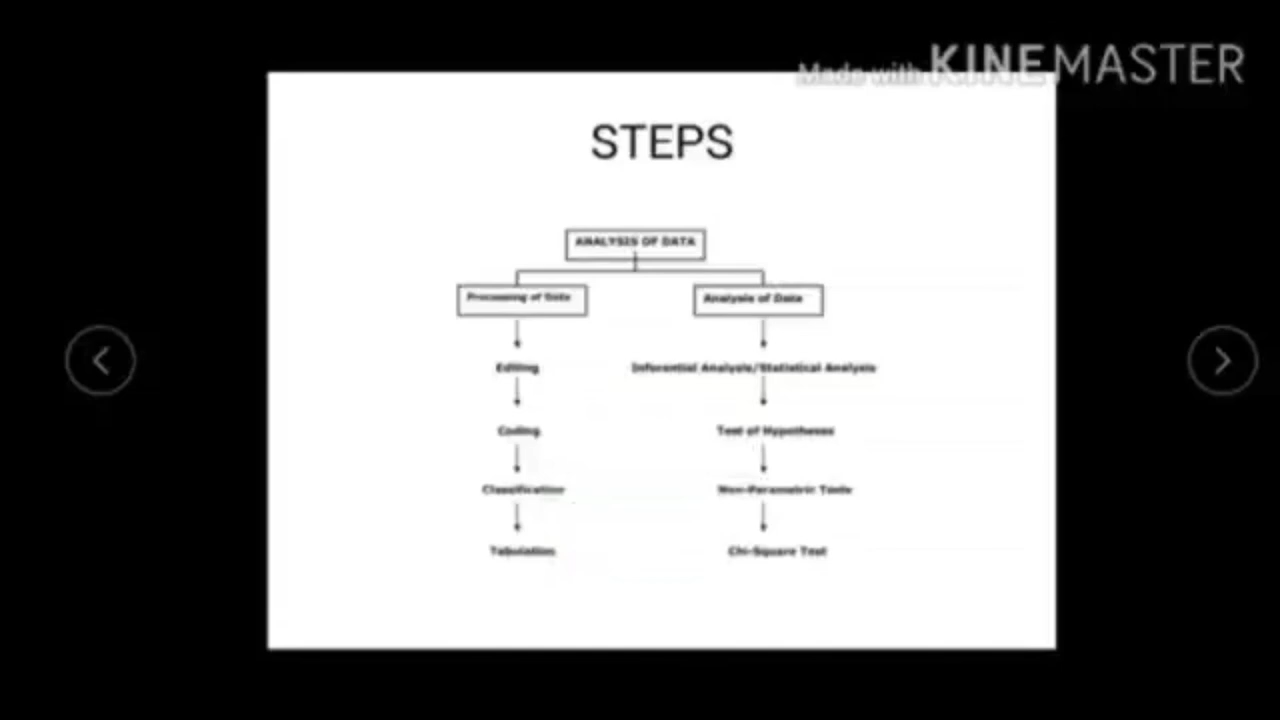 Made with KINEMASTER
STEPS
ANALYSIS OF DATA
Processing of Data
Analysis of Data
Editing
Inferential Analysis/Statistical Analysis
Coding
Test of Hypotheses
Classification
Non-Parametric Tests
Tabulation
Chi-Square Test